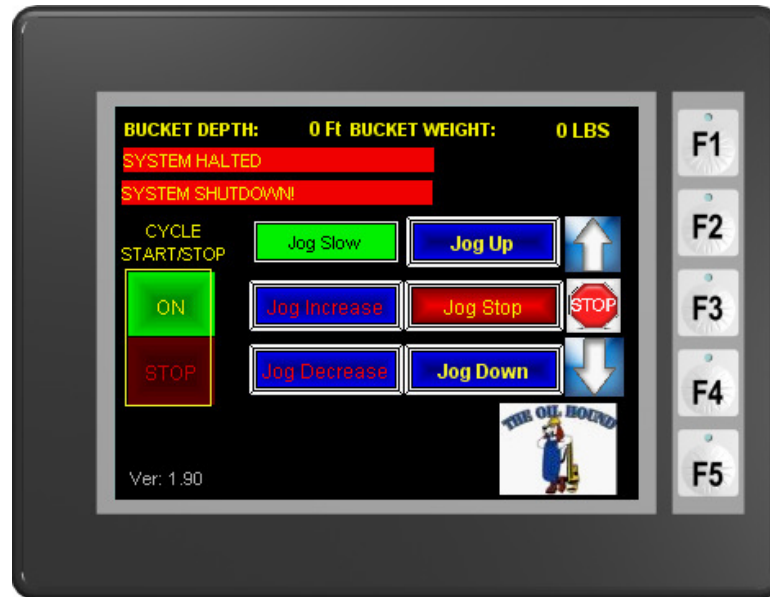 BUCKET DEPTH: 0 Ft BUCKET WEIGHT: 0 LBS
SYSTEM HALTED
SYSTEM SHUTDOWN!
CYCLE
START/STOP
Jog Slow
Jog Up
ON
Jog Increase
Jog Stop
STOP
STOP
Jog Decrease
Jog Down
THE OIL HOUND
Ver: 1.90
F1
F2
F3
F4
F5